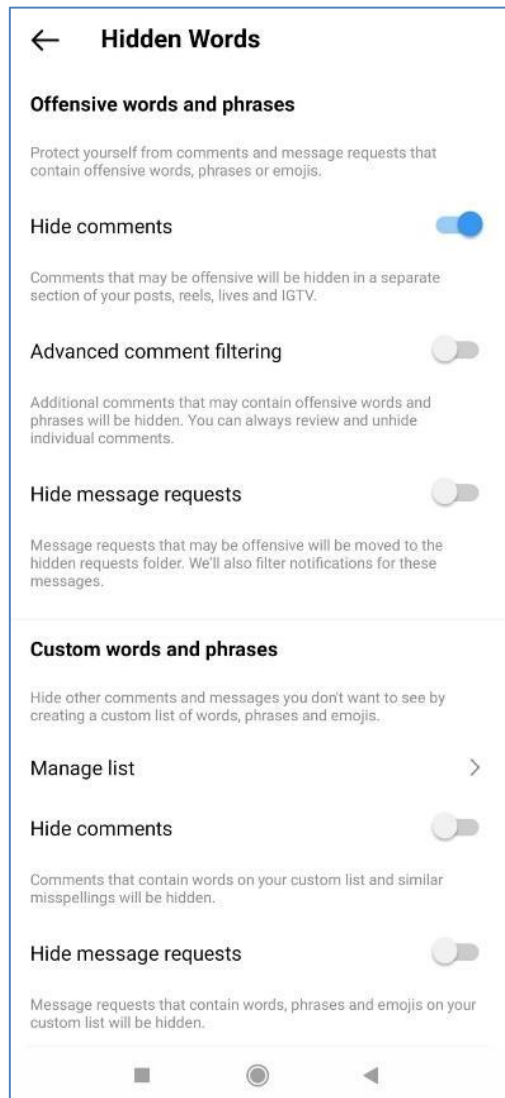 Hidden Words
Offensive words and phrases
Protect yourself from comments and message requests that
contain offensive words, phrases or emojis.
Hide comments
Comments that may be offensive will be hidden in a separate
section of your posts, reels, lives and IGTV.
Advanced comment filtering
Additional comments that may contain offensive words and
phrases will be hidden. You can always review and unhide
individual comments.
Hide message requests
Message requests that may be offensive will be moved to the
hidden requests folder. We'll also filter notifications for these
messages.
Custom words and phrases
Hide other comments and messages you don't want to see by
creating a custom list of words, phrases and emojis.
Manage list
Hide comments
Comments that contain words on your custom list and similar
misspellings will be hidden.
Hide message requests
Message requests that contain words, phrases and emojis on your
custom list will be hidden.